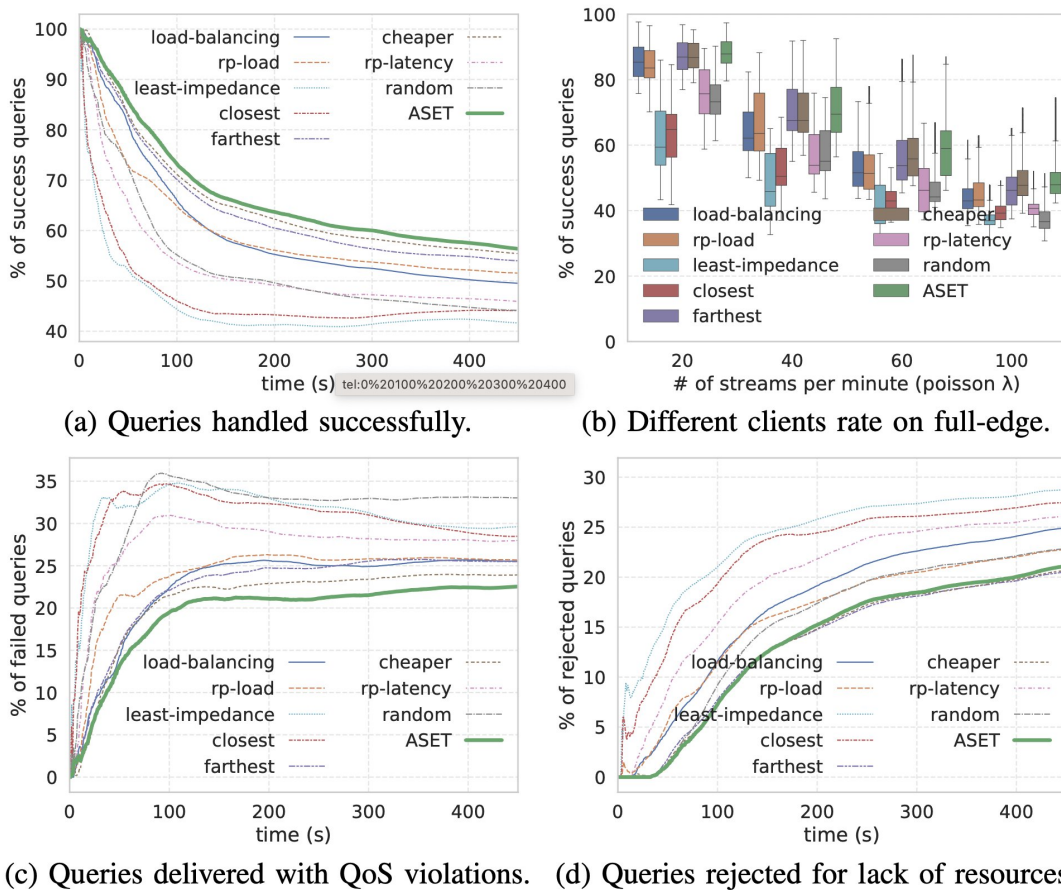 % of success queries
100
90
80
70
60
50
40
load-balancing
rp-load
least-impedance
closest
farthest
cheaper
rp-latency
random
ASET
0 100 200 300 400
time (s)
tel:0%20100%20200%20300%20400
(a) Queries handled successfully.
% of success queries
100
80
60
40
20
0
load-balancing
rp-load
least-impedance
closest
farthest
cheaper
rp-latency
random
ASET
20 40 60 100
# of streams per minute (poisson λ)
(b) Different clients rate on full-edge.
% of failed queries
35
30
25
20
15
10
5
0
load-balancing
rp-load
least-impedance
closest
farthest
cheaper
rp-latency
random
ASET
0 100 200 300 400
time (s)
(c) Queries delivered with QoS violations.
% of rejected queries
30
25
20
15
10
5
0
load-balancing
rp-load
least-impedance
closest
farthest
cheaper
rp-latency
random
ASET
0 100 200 300 400
time (s)
(d) Queries rejected for lack of resource